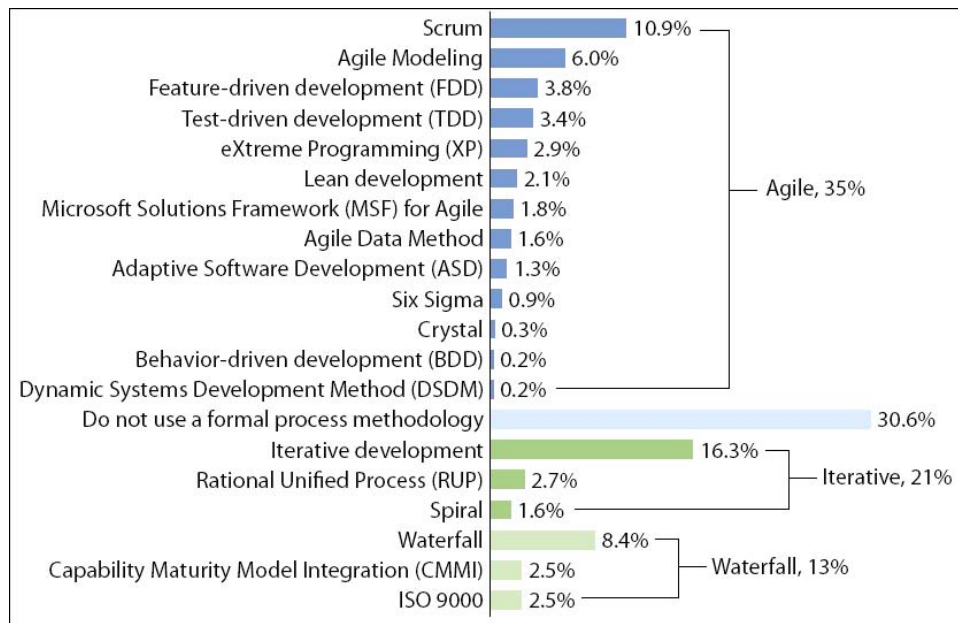 Scrum 10.9%
Agile Modeling 6.0%
Feature-driven development (FDD) 3.8%
Test-driven development (TDD) 3.4%
eXtreme Programming (XP) 2.9%
Lean development 2.1%
Microsoft Solutions Framework (MSF) for Agile 1.8%
Agile Data Method 1.6%
Adaptive Software Development (ASD) 1.3%
Six Sigma 0.9%
Crystal 0.3%
Behavior-driven development (BDD) 0.2%
Dynamic Systems Development Method (DSDM) 0.2%
Agile, 35%
Do not use a formal process methodology 30.6%
Iterative development 16.3%
Rational Unified Process (RUP) 2.7%
Spiral 1.6%
Iterative, 21%
Waterfall 8.4%
Capability Maturity Model Integration (CMMI) 2.5%
ISO 9000 2.5%
Waterfall, 13%